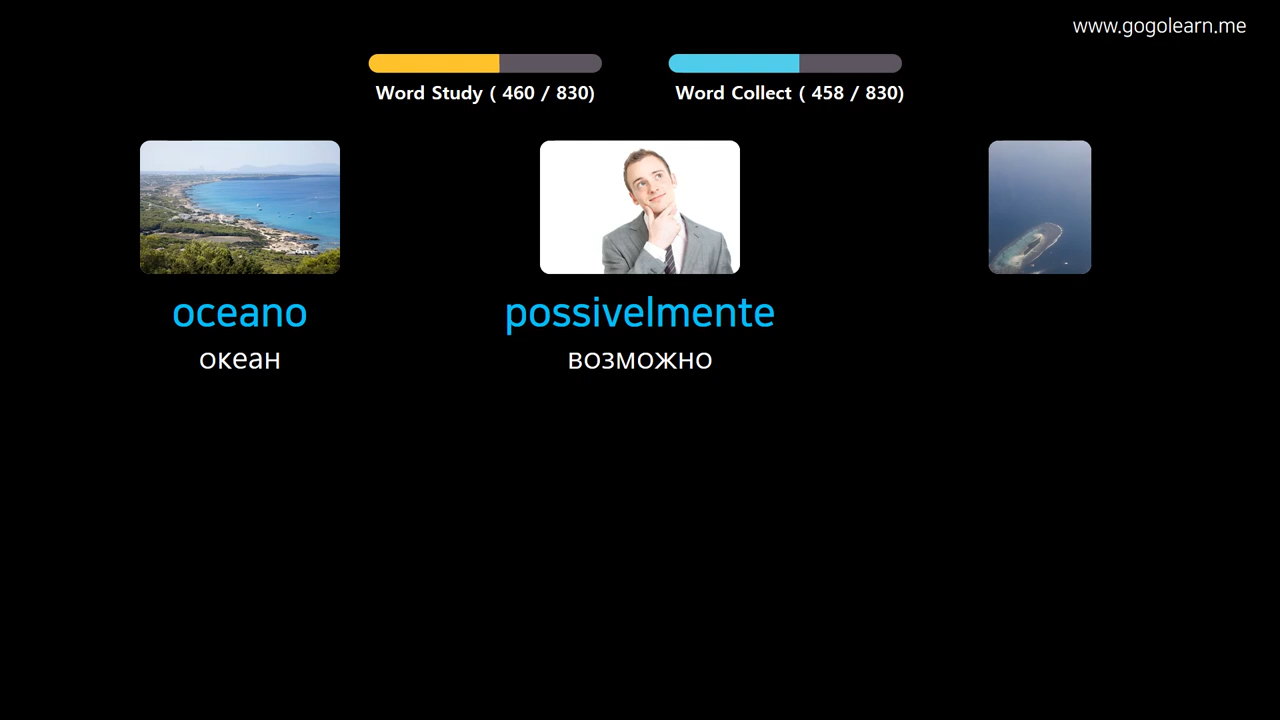 www.gogolearn.me
Word Study ( 460 / 830)
Word Collect ( 458 / 830)
oceano
possivelmente
океан
возможно